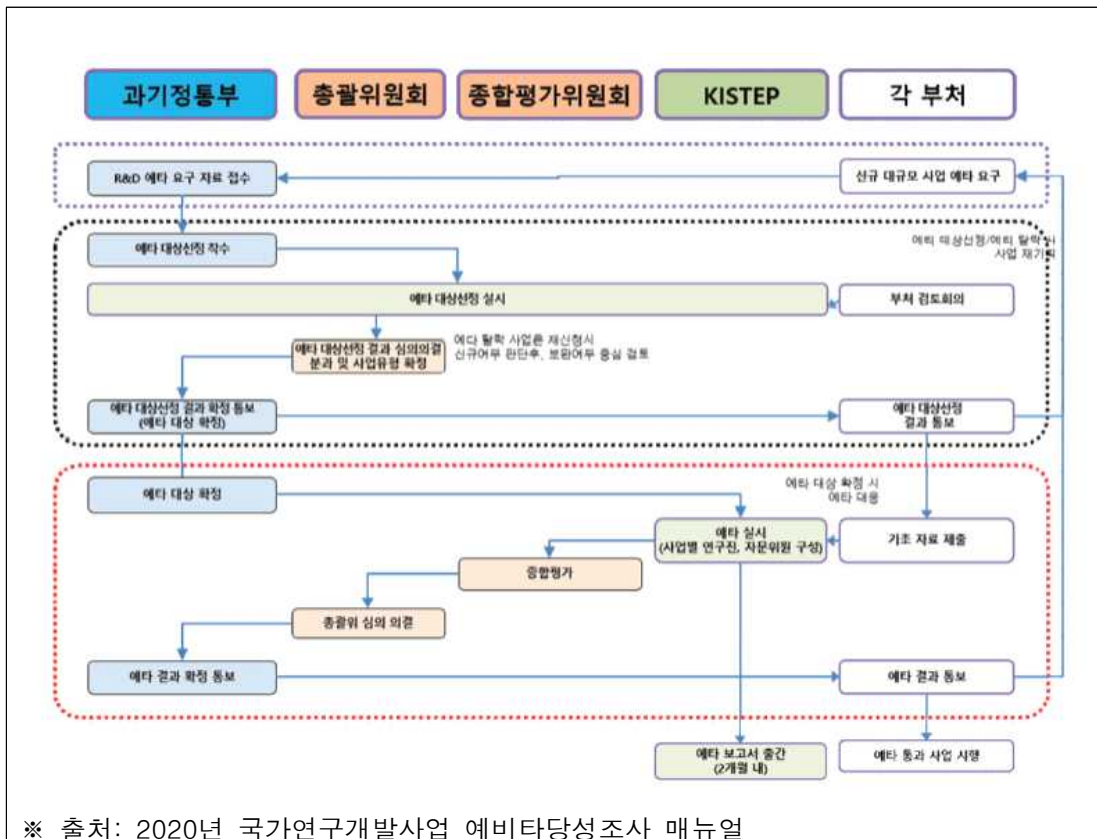 과기정통부
총괄위원회
종합평가위원회
KISTEP
각 부처
R&D 예타 요구 자료 접수
신규 대규모 사업 예타 요구
예타 대상선정 착수
예타 대상선정/예타 탈락 시
사업 재기획
예타 대상선정 실시
부처 검토회의
예타 대상선정 결과 심의의결
분과 및 사업유형 확정
예타 탈락 사업은 재신청시
신규여부 판단후, 보완여부 중심 검토
예타 대상선정 결과 확정 통보
(예타 대상 확정)
예타 대상선정
결과 통보
예타 대상 확정
예타 대상 확정 시
예타 대응
예타 실시
(사업별 연구진, 자문위원 구성)
기초 자료 제출
종합평가
총괄위 심의 의결
예타 결과 확정 통보
예타 결과 통보
예타 보고서 출간
(2개월 내)
예타 통과 사업 시행
※ 출처: 2020년 국가연구개발사업 예비타당성조사 매뉴얼